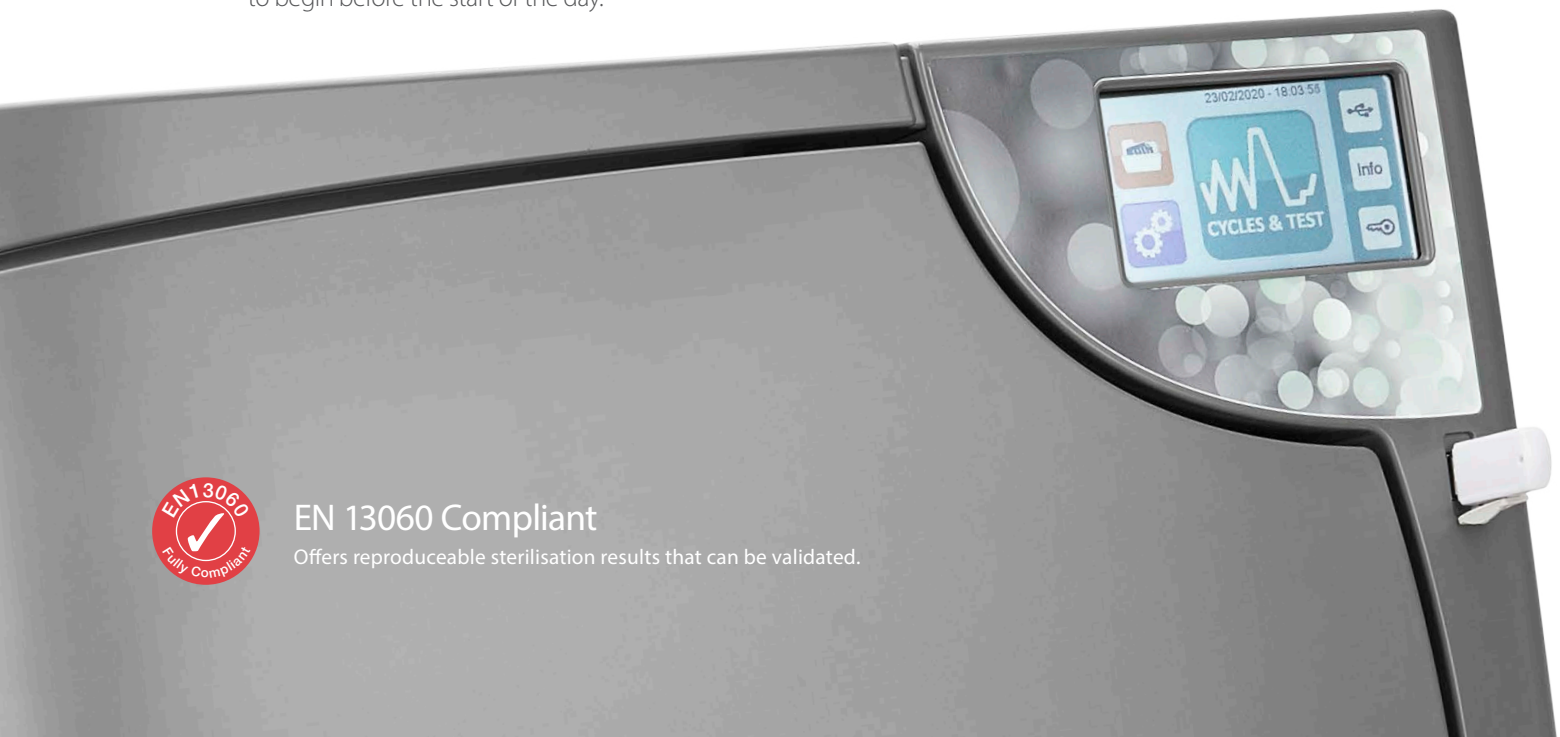 to begin before the start of the day.
23/02/2020 - 18:03:56
Info
CYCLES & TEST
EN13060
Fully Compliant
EN 13060 Compliant
Offers reproduceable sterilisation results that can be validated.